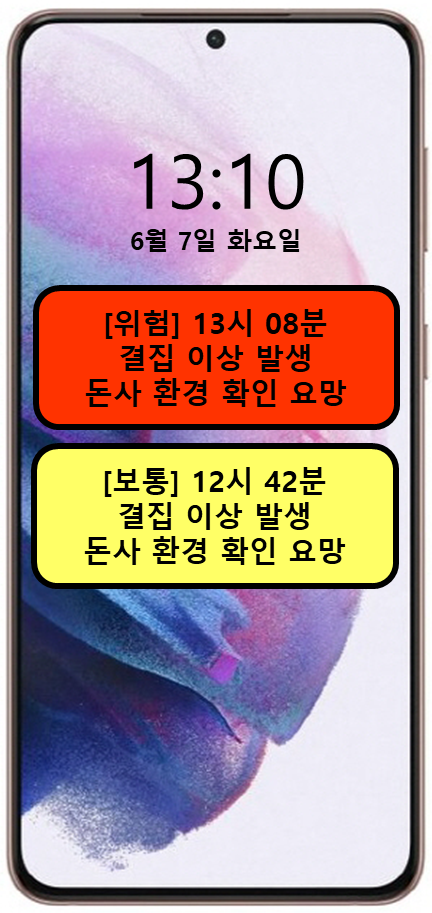 13:10
6월 7일 화요일
[위험] 13시 08분
결집 이상 발생
돈사 환경 확인 요망
[보통] 12시 42분
결집 이상 발생
돈사 환경 확인 요망